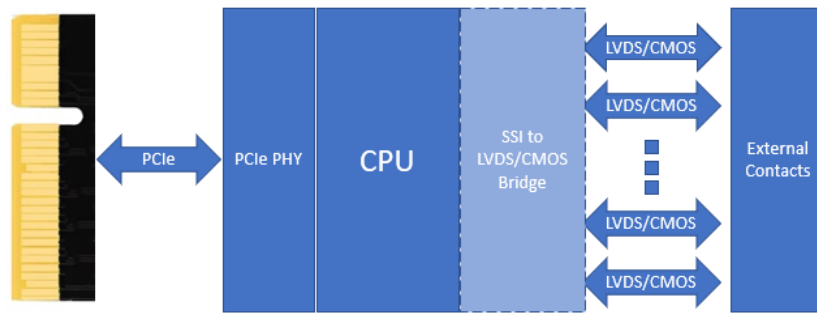 PCIe
PCIe PHY
CPU
SSI to
LVDS/CMOS
Bridge
LVDS/CMOS
LVDS/CMOS
LVDS/CMOS
LVDS/CMOS
External
Contacts